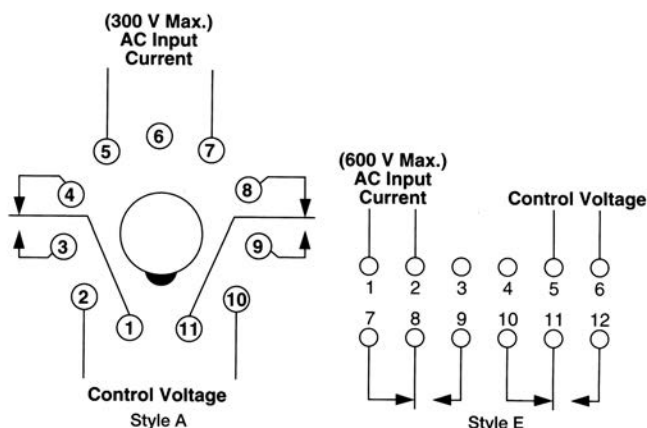 (300 V Max.)
AC Input
Current
5 6 7
4 8
3 9
2 10
1 11
Control Voltage
Style A
(600 V Max.)
AC Input
Current
Control Voltage
1 2 3 4 5 6
7 8 9 10 11 12
Style E